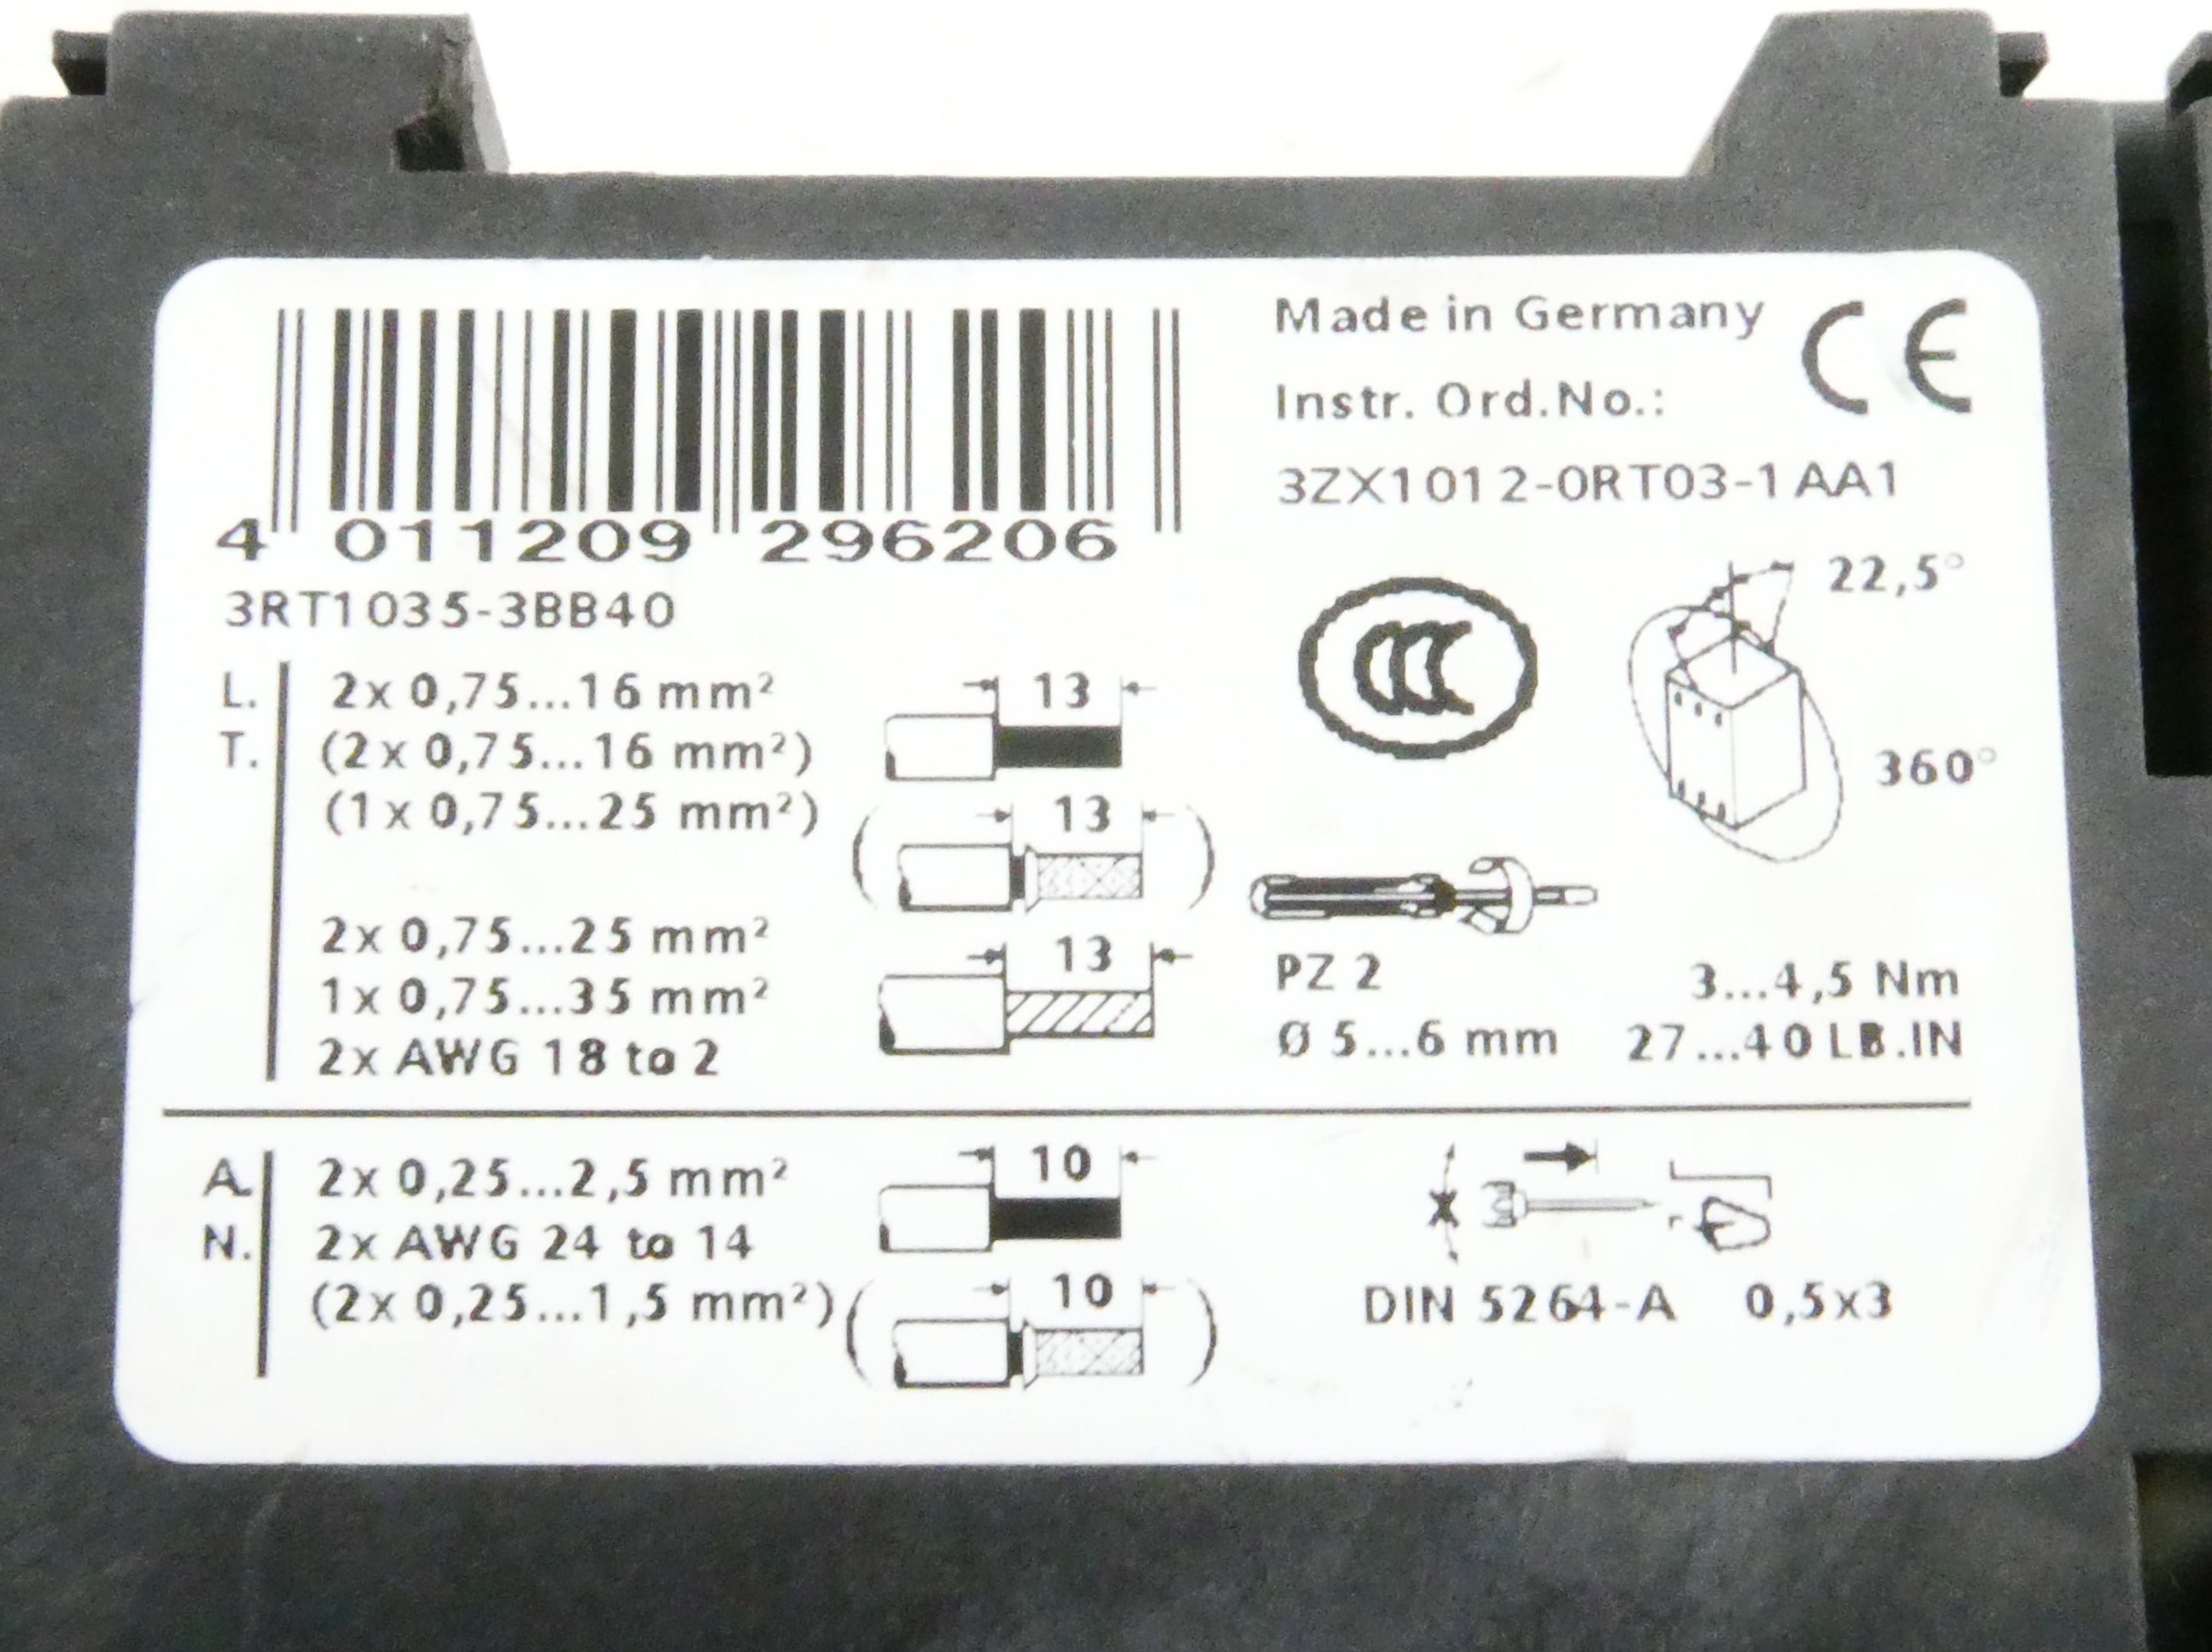 Made in Germany CE
Instr. Ord.No.:
3ZX1012-0RT03-1AA1
4 011209 296206
3RT1035-3BB40
22,5°
CCC
360°
L. 2x 0,75...16 mm² 13
T. (2x 0,75...16 mm²)
(1x 0,75...25 mm²) 13
2x 0,75...25 mm² 13
1x 0,75...35 mm²
2x AWG 18 to 2
PZ 2 3...4,5 Nm
Ø 5...6 mm 27...40 LB.IN
A. 2x 0,25...2,5 mm² 10
N. 2x AWG 24 to 14
(2x 0,25...1,5 mm²) 10
DIN 5264-A 0,5x3